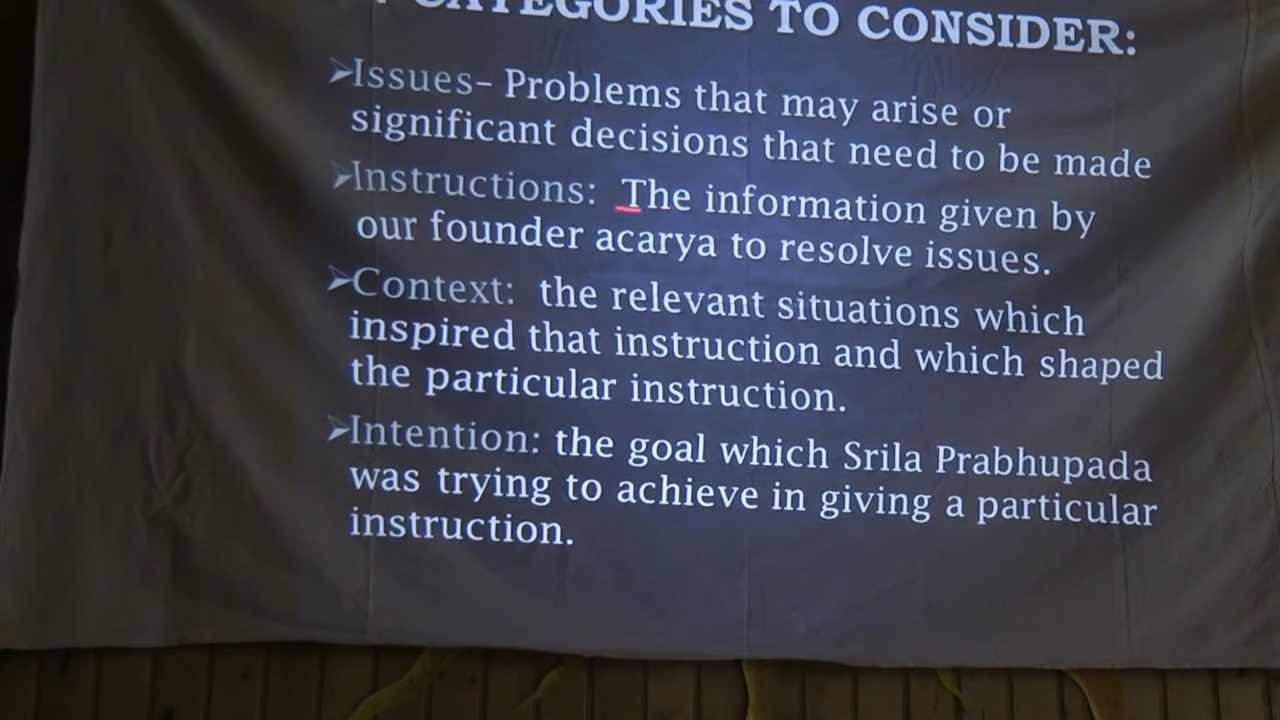 CATEGORIES TO CONSIDER:
➢Issues– Problems that may arise or
significant decisions that need to be made
➢Instructions: The information given by
our founder acarya to resolve issues.
➢Context: the relevant situations which
inspired that instruction and which shaped
the particular instruction.
➢Intention: the goal which Srila Prabhupada
was trying to achieve in giving a particular
instruction.